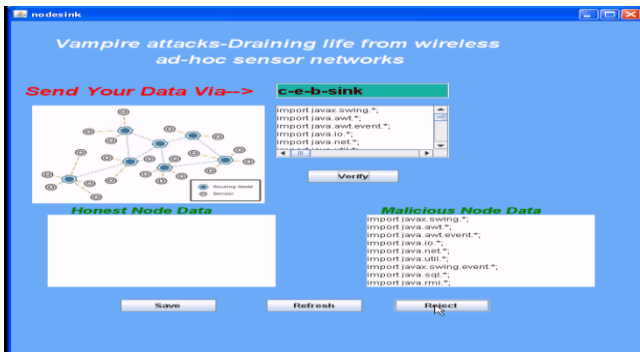 nodesink
Vampire attacks-Draining life from wireless
ad-hoc sensor networks
Send Your Data Via-->
c-e-b-sink
import javax.swing.*;
import java.awt.*;
import java.awt.event.*;
import java.io.*;
import java.net.*;
import java.util.*;
Routing Node
Sensor
Verify
Honest Node Data
Malicious Node Data
import javax.swing.*;
import java.awt.*;
import java.awt.event.*;
import java.io.*;
import java.net.*;
import java.util.*;
import javax.swing.event.*;
import java.sql.*;
import java.rmi.*;
Save
Refresh
Reject